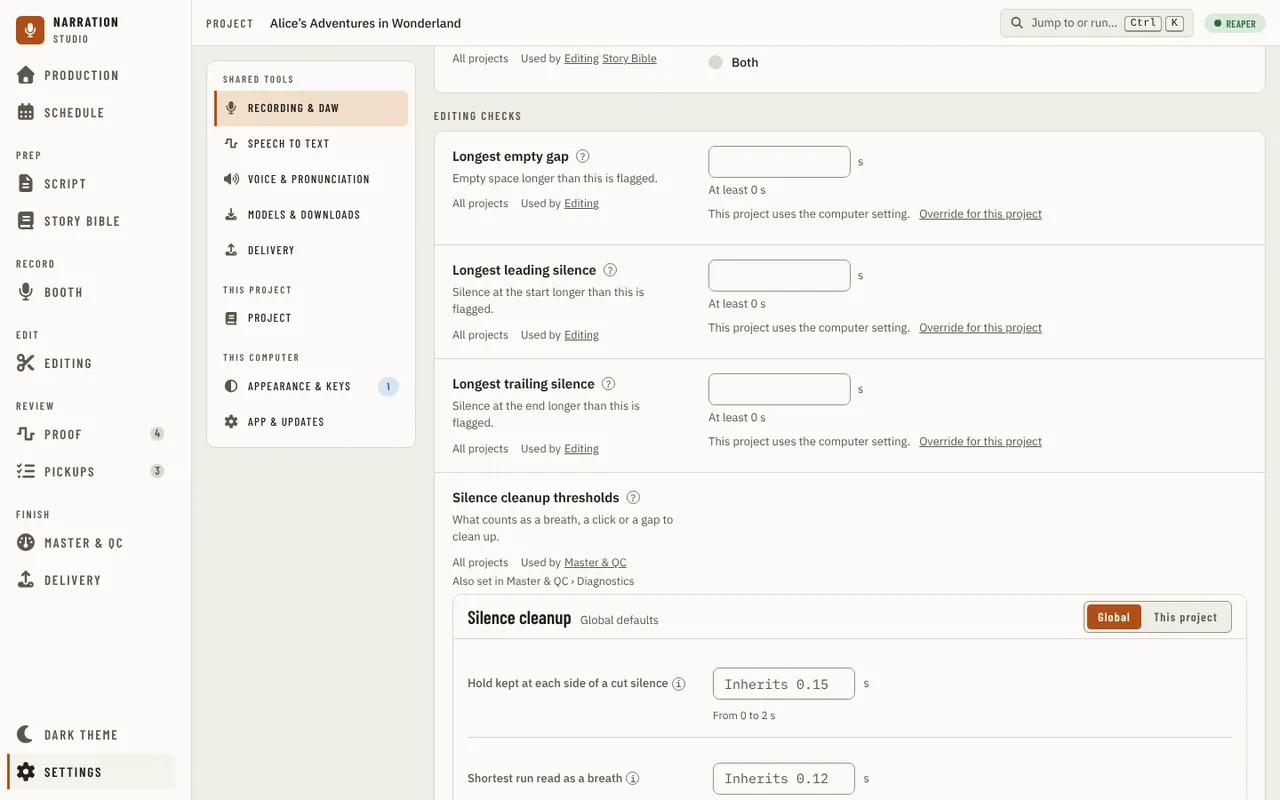 NARRATION
STUDIO
PRODUCTION
SCHEDULE
PREP
SCRIPT
STORY BIBLE
RECORD
BOOTH
EDIT
EDITING
REVIEW
PROOF 4
PICKUPS 3
FINISH
MASTER & QC
DELIVERY
DARK THEME
SETTINGS
PROJECT Alice's Adventures in Wonderland
Jump to or run... Ctrl K
REAPER
SHARED TOOLS
RECORDING & DAW
SPEECH TO TEXT
VOICE & PRONUNCIATION
MODELS & DOWNLOADS
DELIVERY
THIS PROJECT
PROJECT
THIS COMPUTER
APPEARANCE & KEYS 1
APP & UPDATES
All projects Used by Editing Story Bible
Both
EDITING CHECKS
Longest empty gap ?
Empty space longer than this is flagged.
All projects Used by Editing
s
At least 0 s
This project uses the computer setting. Override for this project
Longest leading silence ?
Silence at the start longer than this is
flagged.
All projects Used by Editing
s
At least 0 s
This project uses the computer setting. Override for this project
Longest trailing silence ?
Silence at the end longer than this is
flagged.
All projects Used by Editing
s
At least 0 s
This project uses the computer setting. Override for this project
Silence cleanup thresholds ?
What counts as a breath, a click or a gap to
clean up.
All projects Used by Master & QC
Also set in Master & QC › Diagnostics
Silence cleanup Global defaults
Global This project
Hold kept at each side of a cut silence i
Inherits 0.15 s
From 0 to 2 s
Shortest run read as a breath i
Inherits 0.12 s